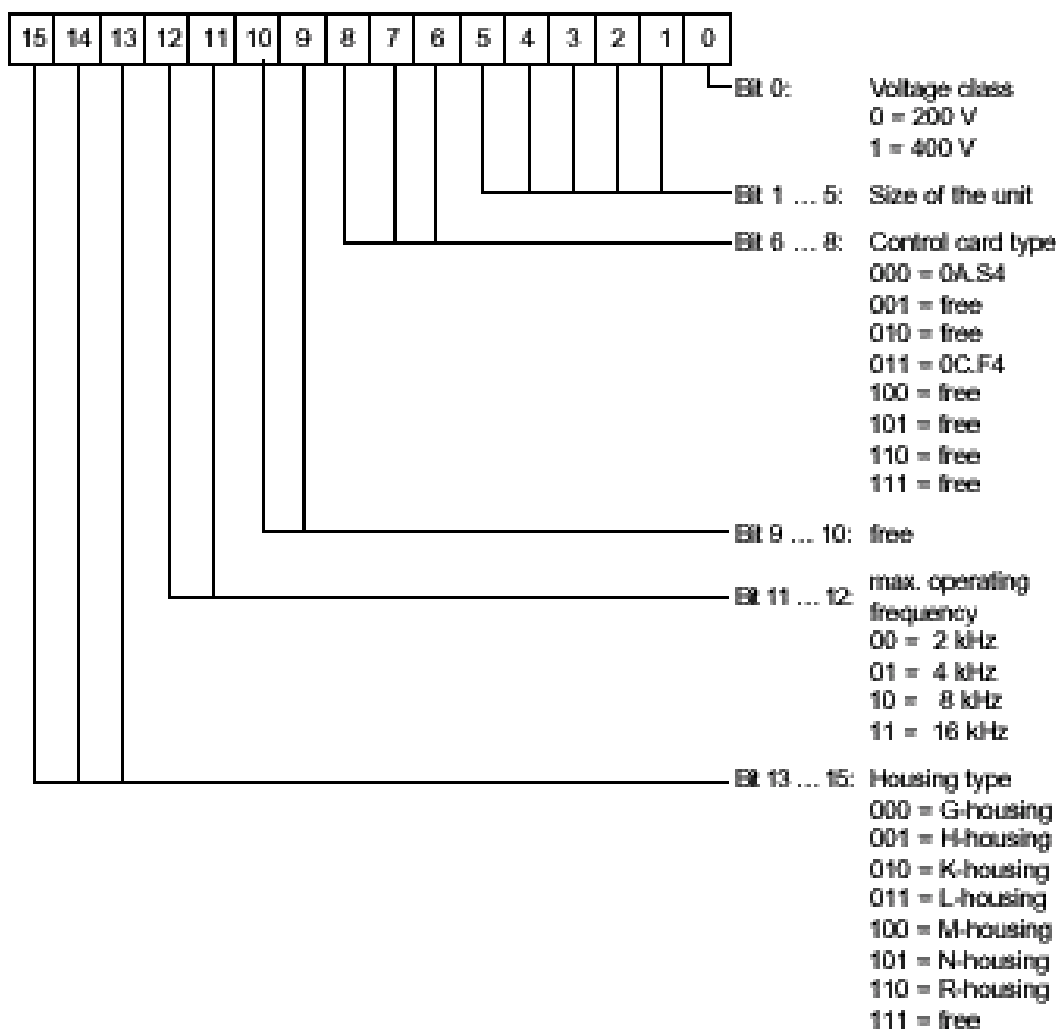 15 14 13 12 11 10 9 8 7 6 5 4 3 2 1 0
Bit 0: Voltage class
0 = 200 V
1 = 400 V
Bit 1 ... 5: Size of the unit
Bit 6 ... 8: Control card type
000 = 0A.S4
001 = free
010 = free
011 = 0C.F4
100 = free
101 = free
110 = free
111 = free
Bit 9 ... 10: free
Bit 11 ... 12: max. operating
frequency
00 = 2 kHz
01 = 4 kHz
10 = 8 kHz
11 = 16 kHz
Bit 13 ... 15: Housing type
000 = G-housing
001 = H-housing
010 = K-housing
011 = L-housing
100 = M-housing
101 = N-housing
110 = R-housing
111 = free